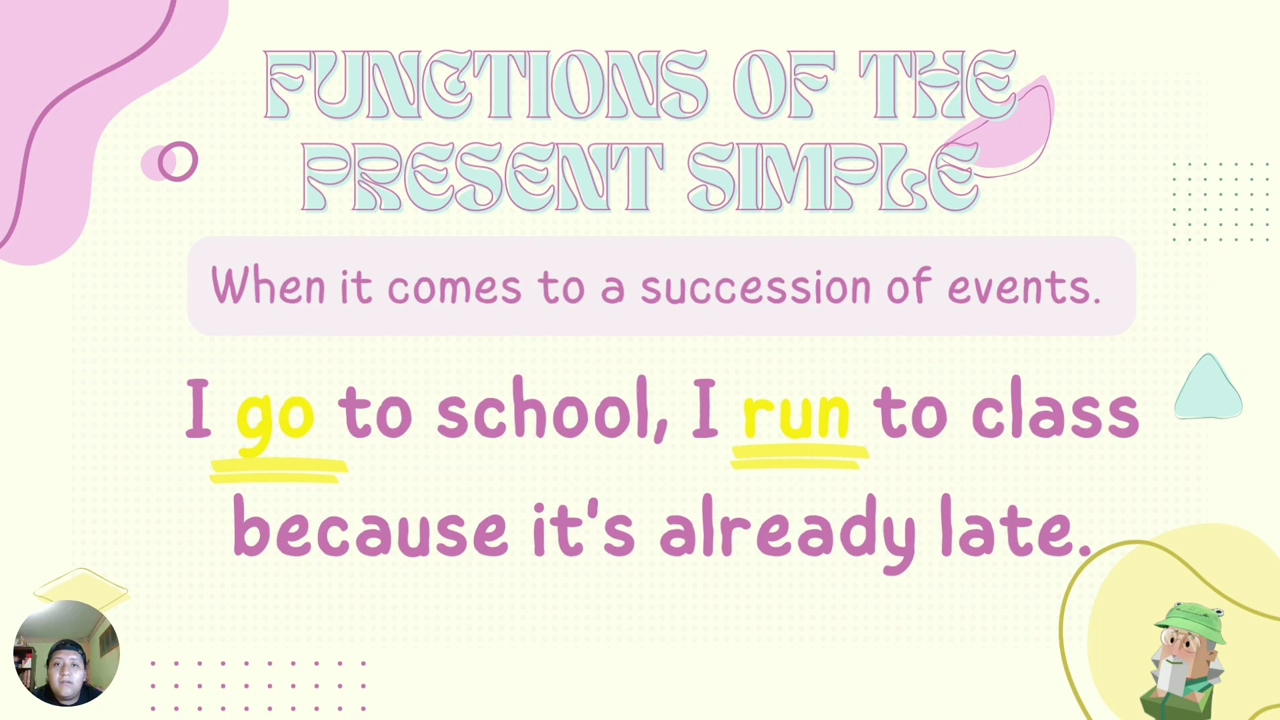 FUNCTIONS OF THE
PRESENT SIMPLE
When it comes to a succession of events.
I go to school, I run to class
because it's already late.